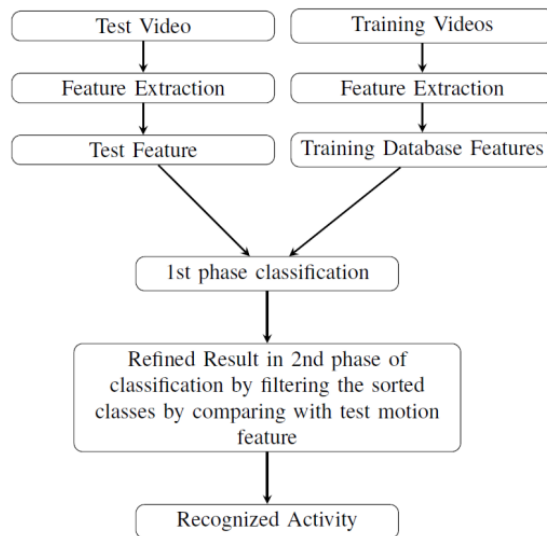 Test Video
Training Videos
Feature Extraction
Feature Extraction
Test Feature
Training Database Features
1st phase classification
Refined Result in 2nd phase of
classification by filtering the sorted
classes by comparing with test motion
feature
Recognized Activity